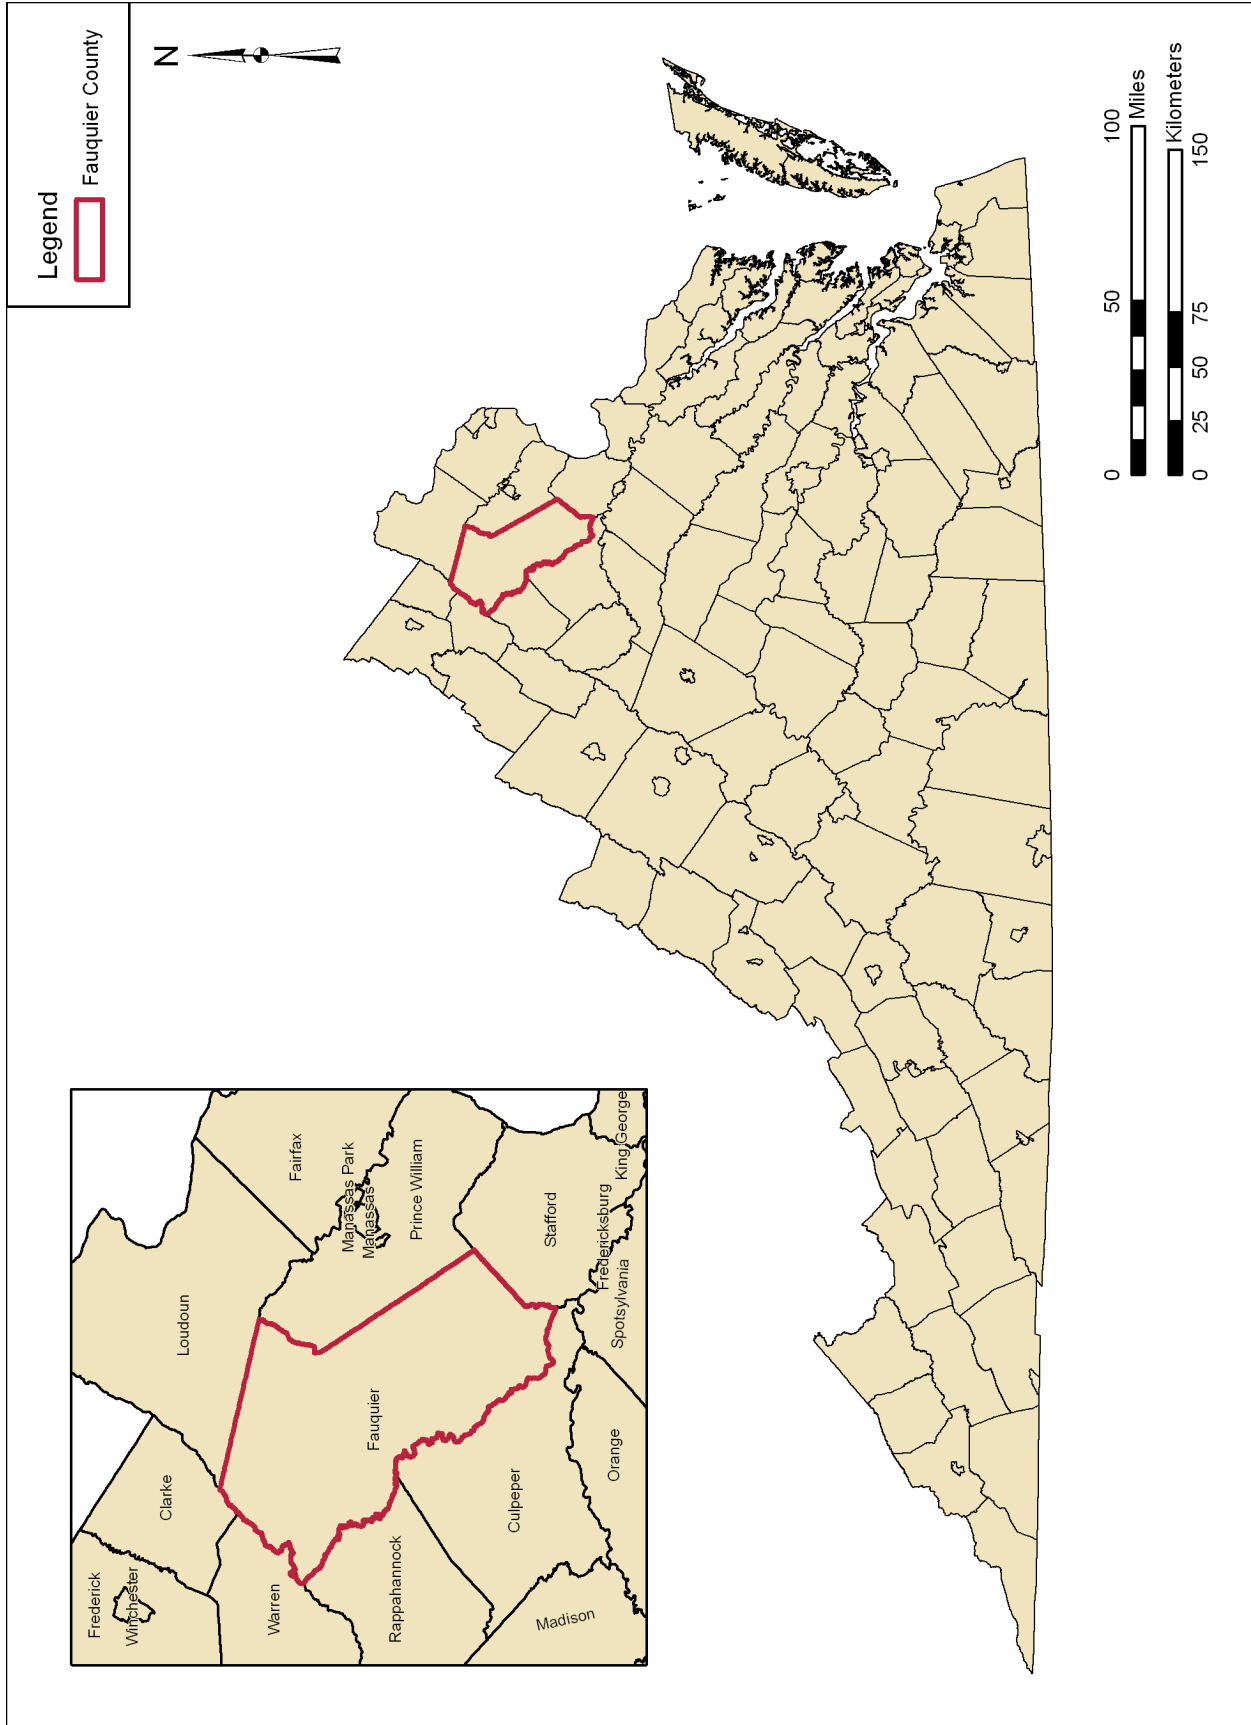 Legend
Fauquier County
N
Frederick
Winchester
Clarke
Loudoun
Warren
Fairfax
Manassas Park
Manassas
Fauquier
Rappahannock
Prince William
Culpeper
Stafford
Madison
Orange
Fredericksburg
Spotsylvania
King George
0 50 100
Miles
Kilometers
0 25 50 75 150